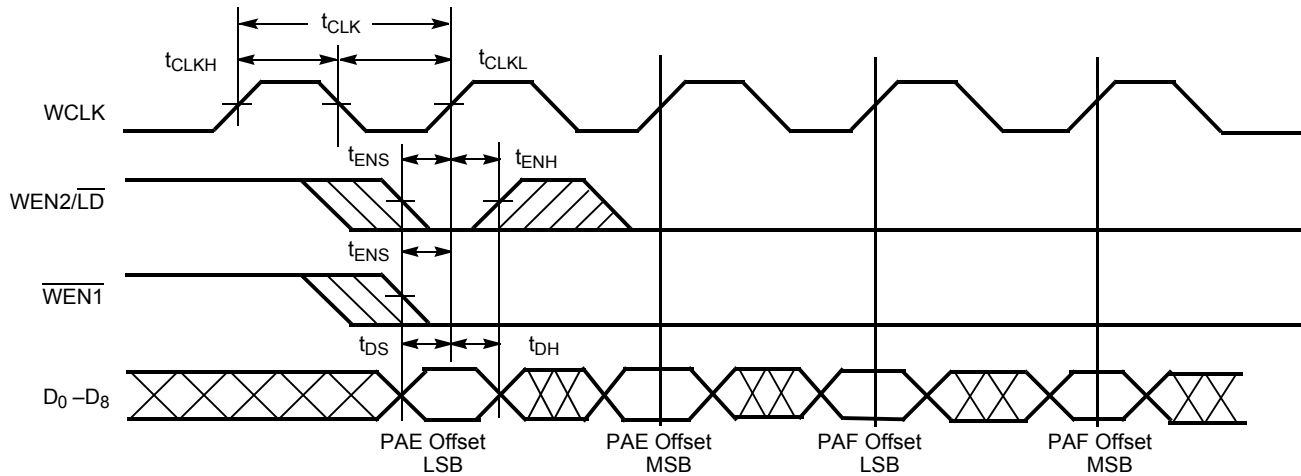 tCLK
tCLKH
tCLKL
WCLK
tENS
tENH
WEN2/LD
tENS
WEN1
tDS
tDH
D0 –D8
PAE Offset
LSB
PAE Offset
MSB
PAF Offset
LSB
PAF Offset
MSB